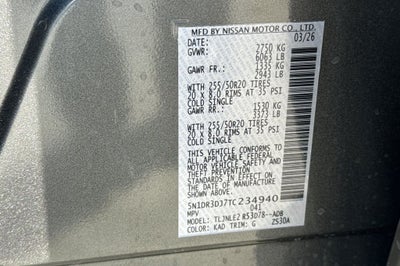 MFD BY NISSAN MOTOR CO., LTD.
DATE: 03/26
GVWR: 2750 KG
6063 LB
GAWR FR.: 1335 KG
2943 LB
WITH 255/50R20 TIRES
20 X 8.0 RIMS AT 35 PSI
COLD SINGLE
GAWR RR.: 1530 KG
3373 LB
WITH 255/50R20 TIRES
20 X 8.0 RIMS AT 35 PSI
COLD SINGLE
THIS VEHICLE CONFORMS TO
ALL APPLICABLE FEDERAL
MOTOR VEHICLE SAFETY AND
THEFT PREVENTION
STANDARDS IN EFFECT ON
THE DATE OF MANUFACTURE
SHOWN ABOVE.
5N1DR3DJ7TC234940
MPV 041
MODEL: TLJNLE2 R53D78--ADB
COLOR: KAD TRIM: G ZS3DA